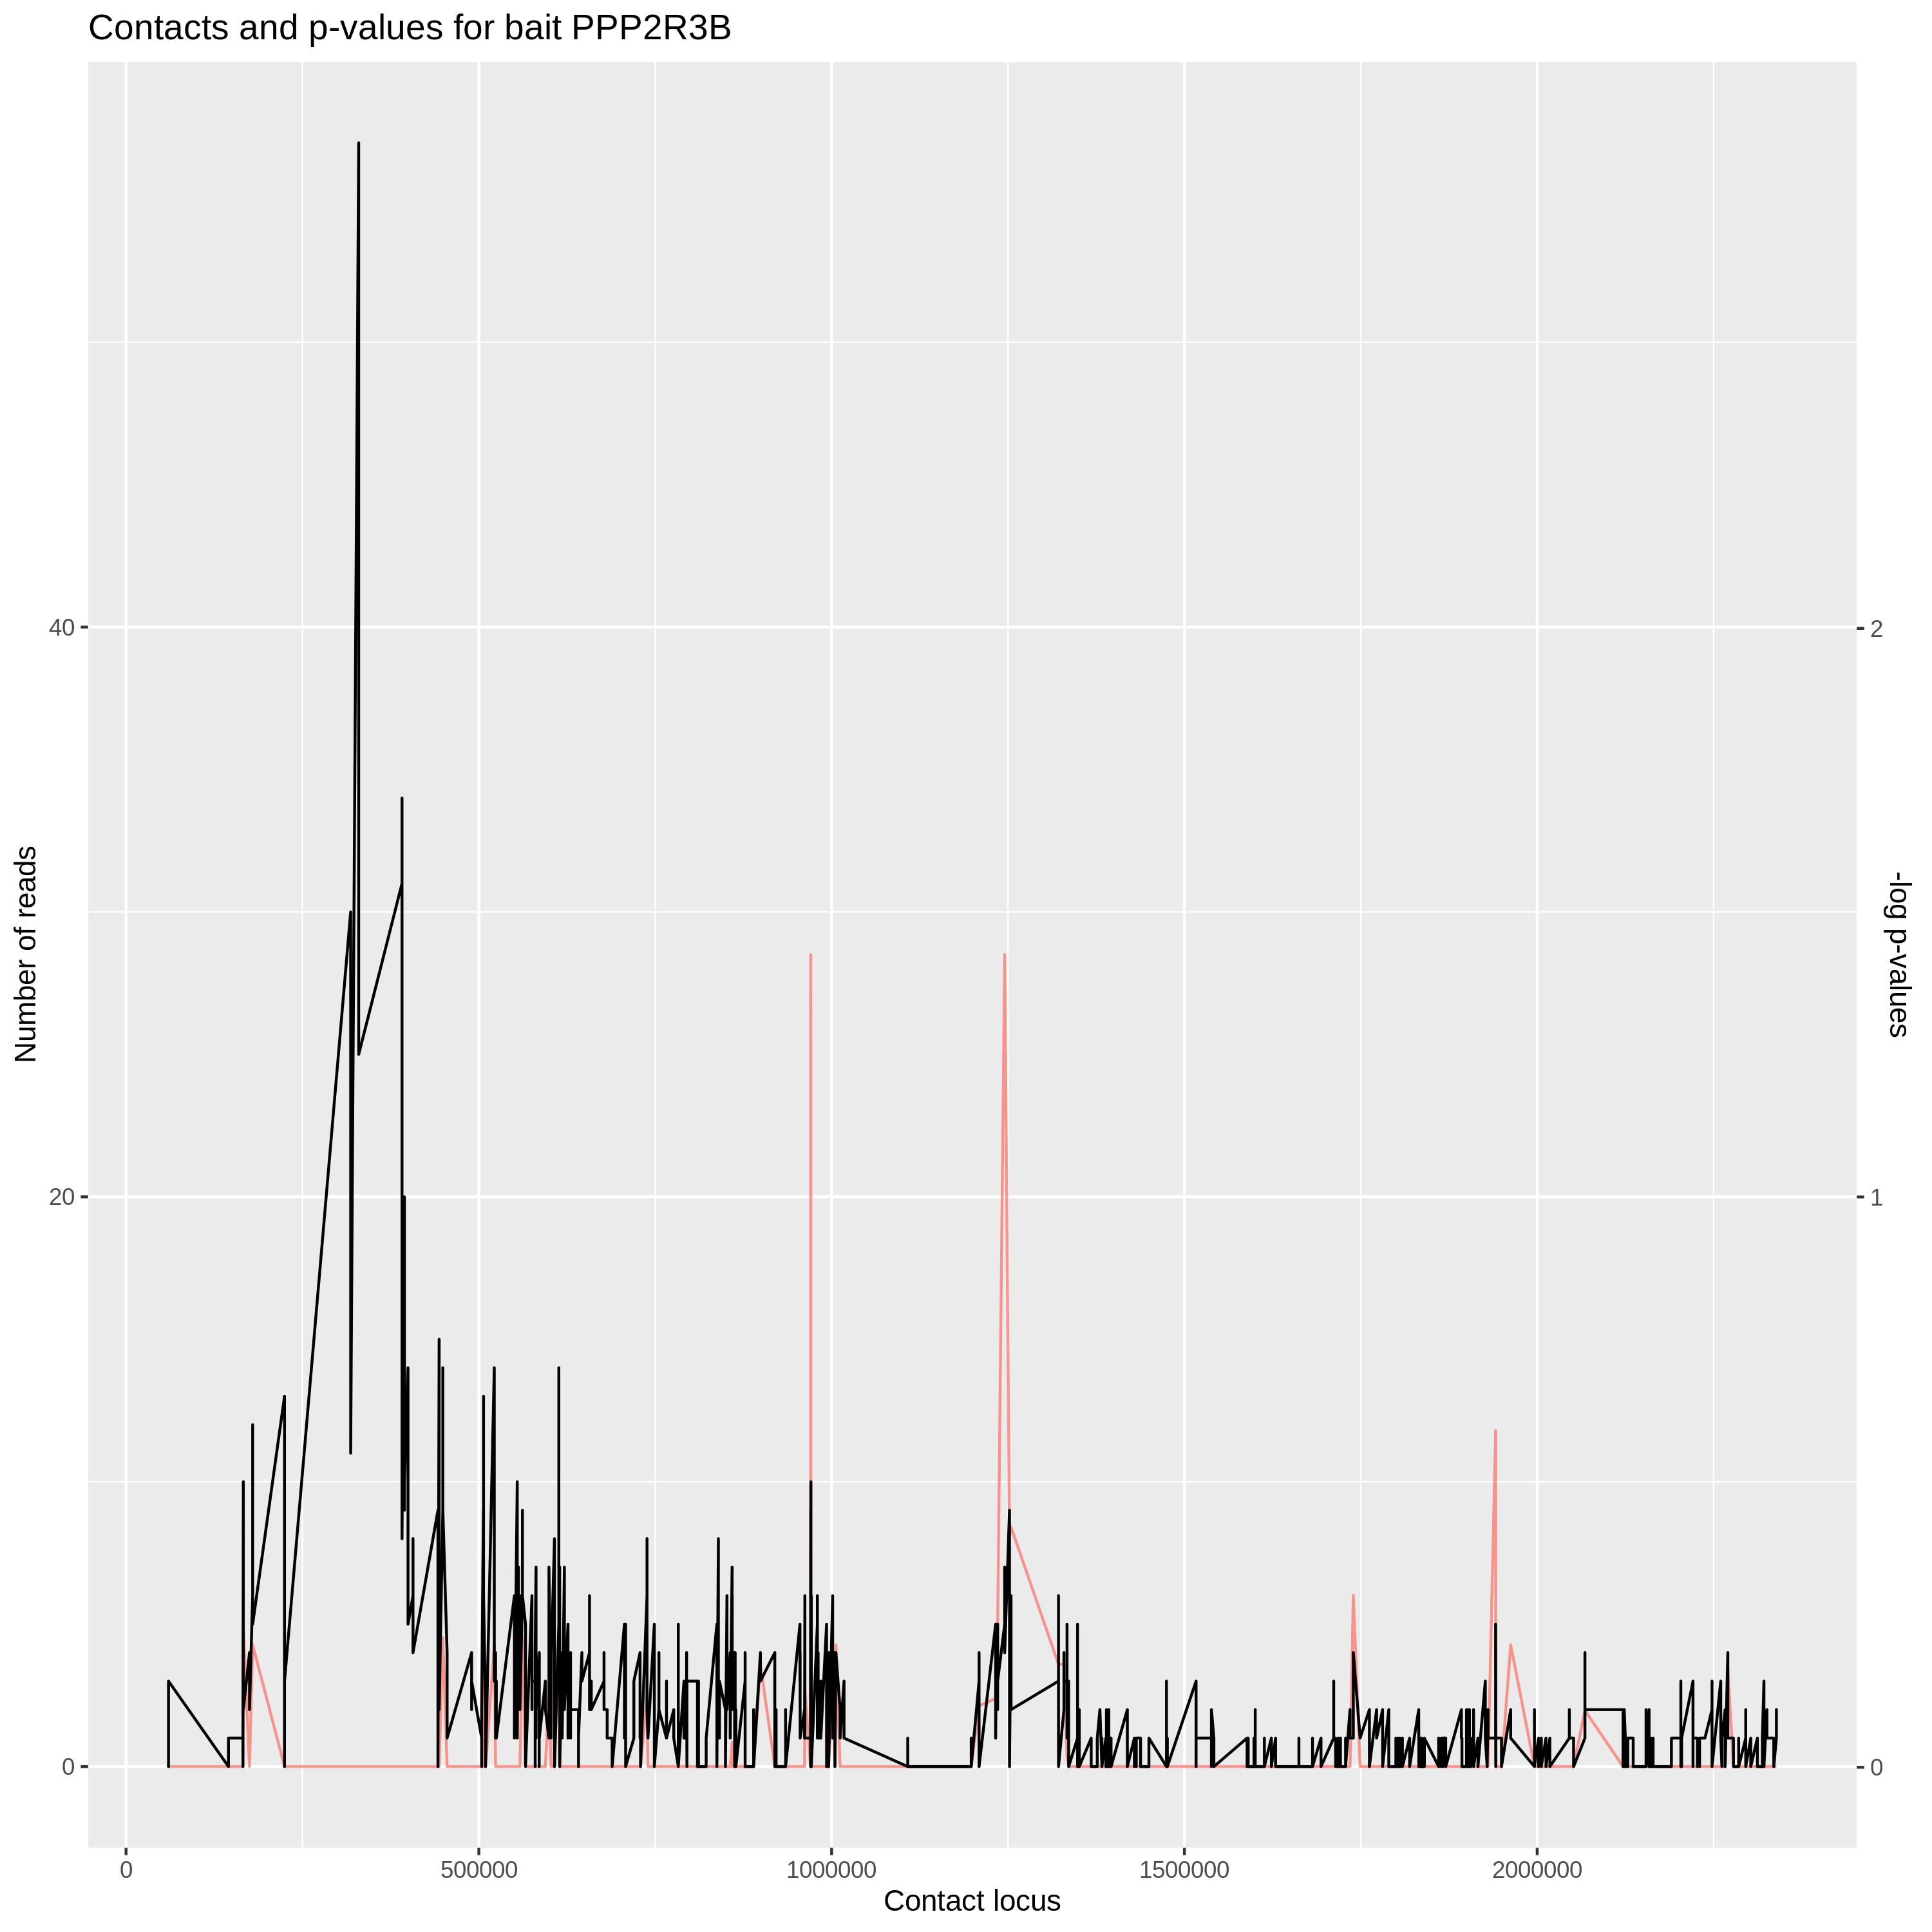 Contacts and p-values for bait PPP2R3B
40
20
0
2
1
0
Number of reads
-log p-values
0 500000 1000000 1500000 2000000
Contact locus